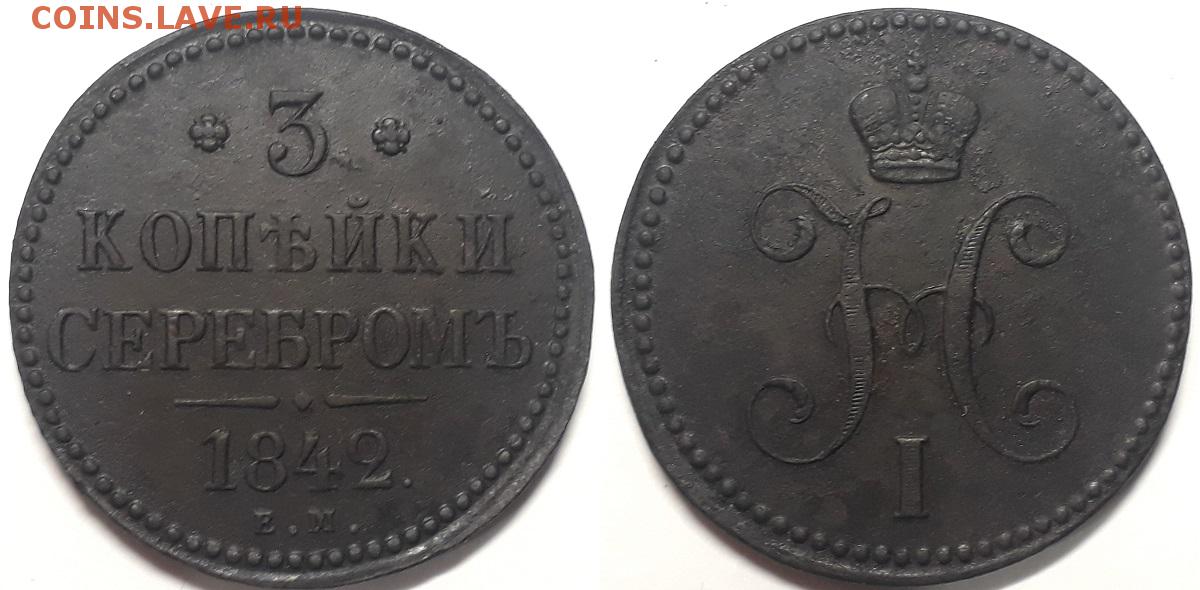 COINS.LAVE.RU
3
КОПѢЙКИ
СЕРЕБРОМЪ
1842.
Е.М.
I